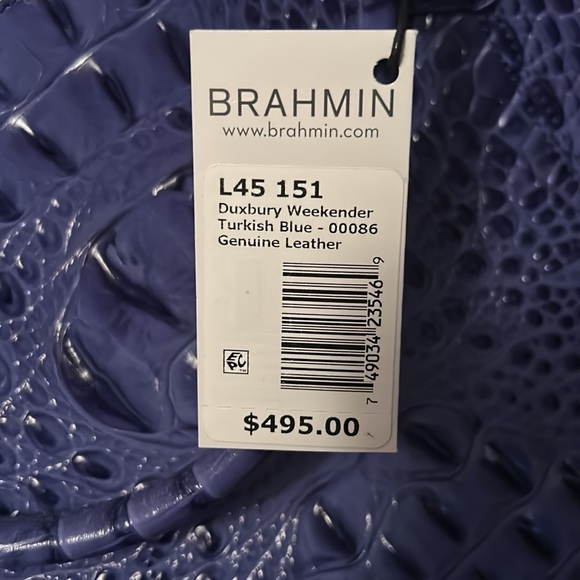 BRAHMIN
www.brahmin.com
L45 151
Duxbury Weekender
Turkish Blue - 00086
Genuine Leather
7 49034 23546 9
EPC
$495.00